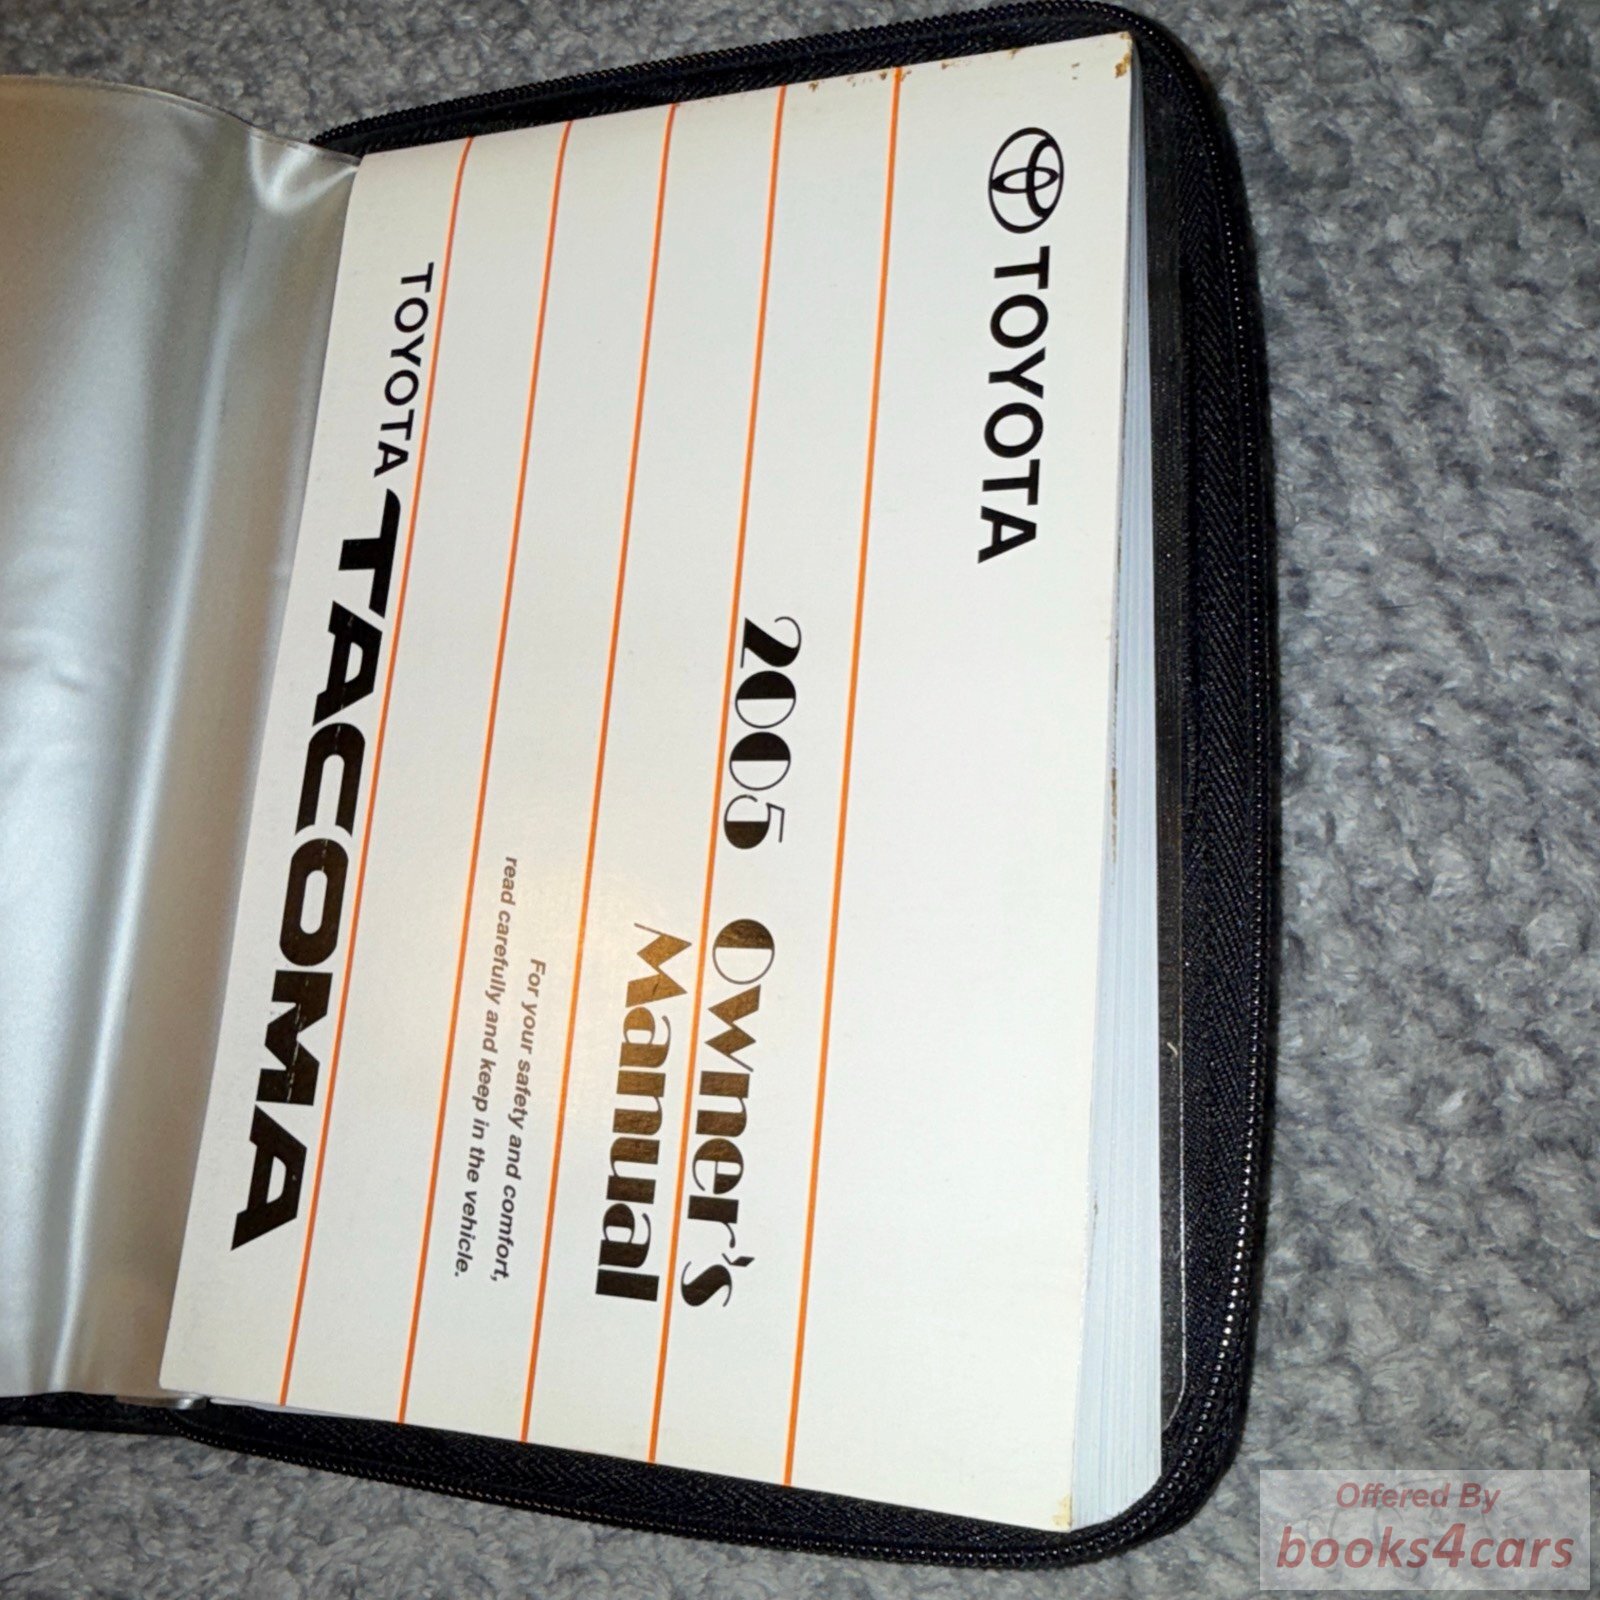 TOYOTA
2005 Owner's
Manual
For your safety and comfort,
read carefully and keep in the vehicle.
TOYOTA TACOMA
Offered By
books4cars